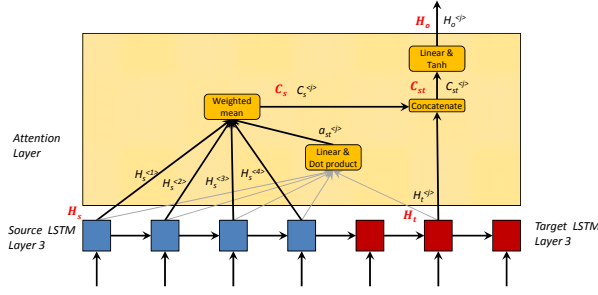 H_o H_o^<j>
Linear &
Tanh
C_s C_s^<j>
C_st C_st^<j>
Weighted
mean
Concatenate
a_st^<j>
Attention
Layer
Linear &
Dot product
H_s^<1>
H_s^<2>
H_s^<3>
H_s^<4>
H_t^<j>
H_s
H_t
Source LSTM
Layer 3
Target LSTM
Layer 3